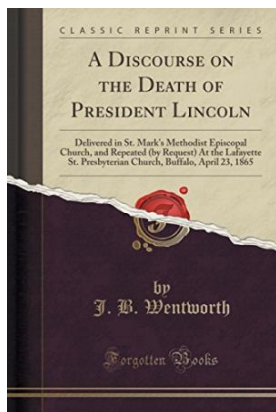 CLASSIC REPRINT SERIES
A Discourse on
the Death of
President Lincoln
Delivered in St. Mark's Methodist Episcopal
Church, and Repeated (by Request) At the Lafayette
St. Presbyterian Church, Buffalo, April 23, 1865
by
J. B. Wentworth
Forgotten Books